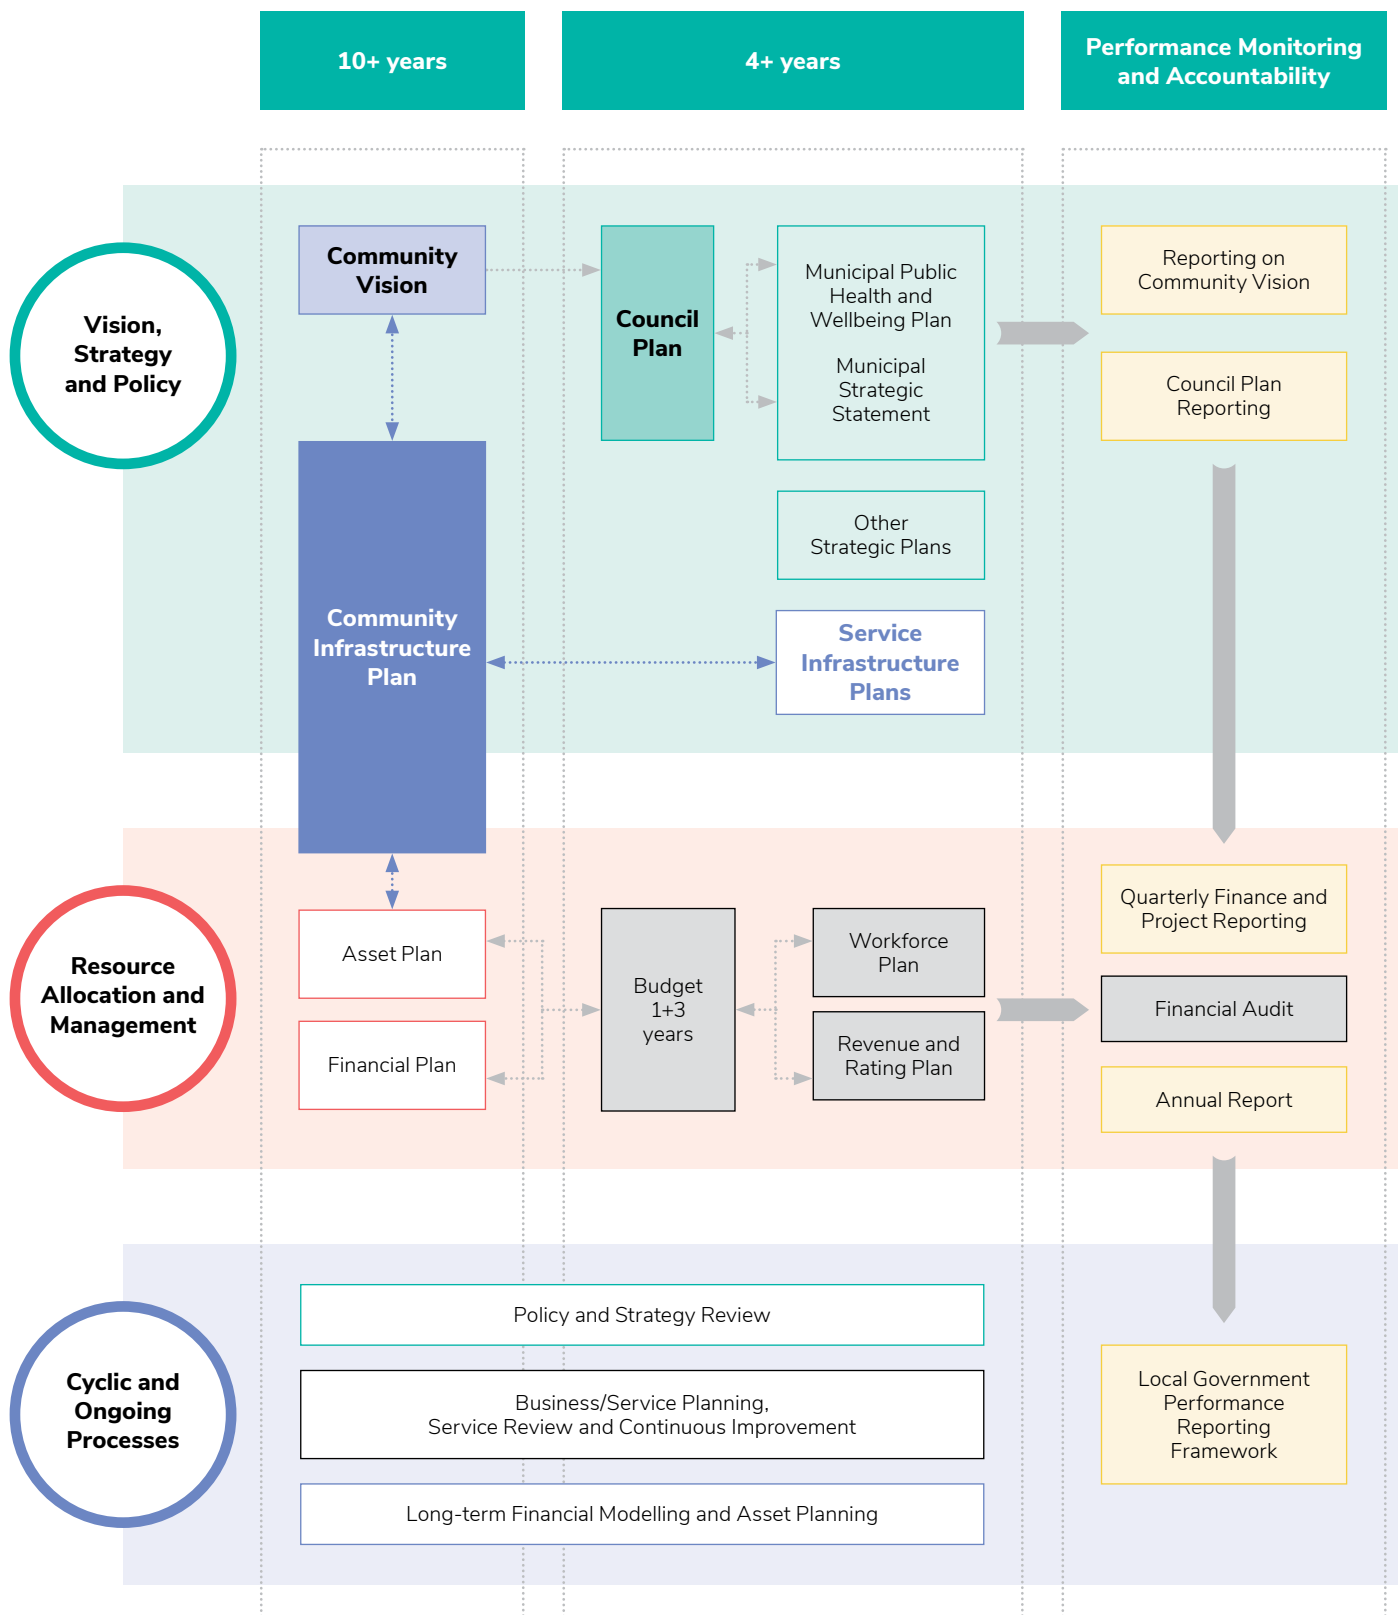 10+ years
4+ years
Performance Monitoring
and Accountability
Vision,
Strategy
and Policy
Community
Vision
Council
Plan
Municipal Public
Health and
Wellbeing Plan
Municipal
Strategic
Statement
Reporting on
Community Vision
Council Plan
Reporting
Other
Strategic Plans
Community
Infrastructure
Plan
Service
Infrastructure
Plans
Resource
Allocation and
Management
Asset Plan
Financial Plan
Budget
1+3
years
Workforce
Plan
Revenue and
Rating Plan
Quarterly Finance and
Project Reporting
Financial Audit
Annual Report
Cyclic and
Ongoing
Processes
Policy and Strategy Review
Business/Service Planning,
Service Review and Continuous Improvement
Long-term Financial Modelling and Asset Planning
Local Government
Performance
Reporting
Framework